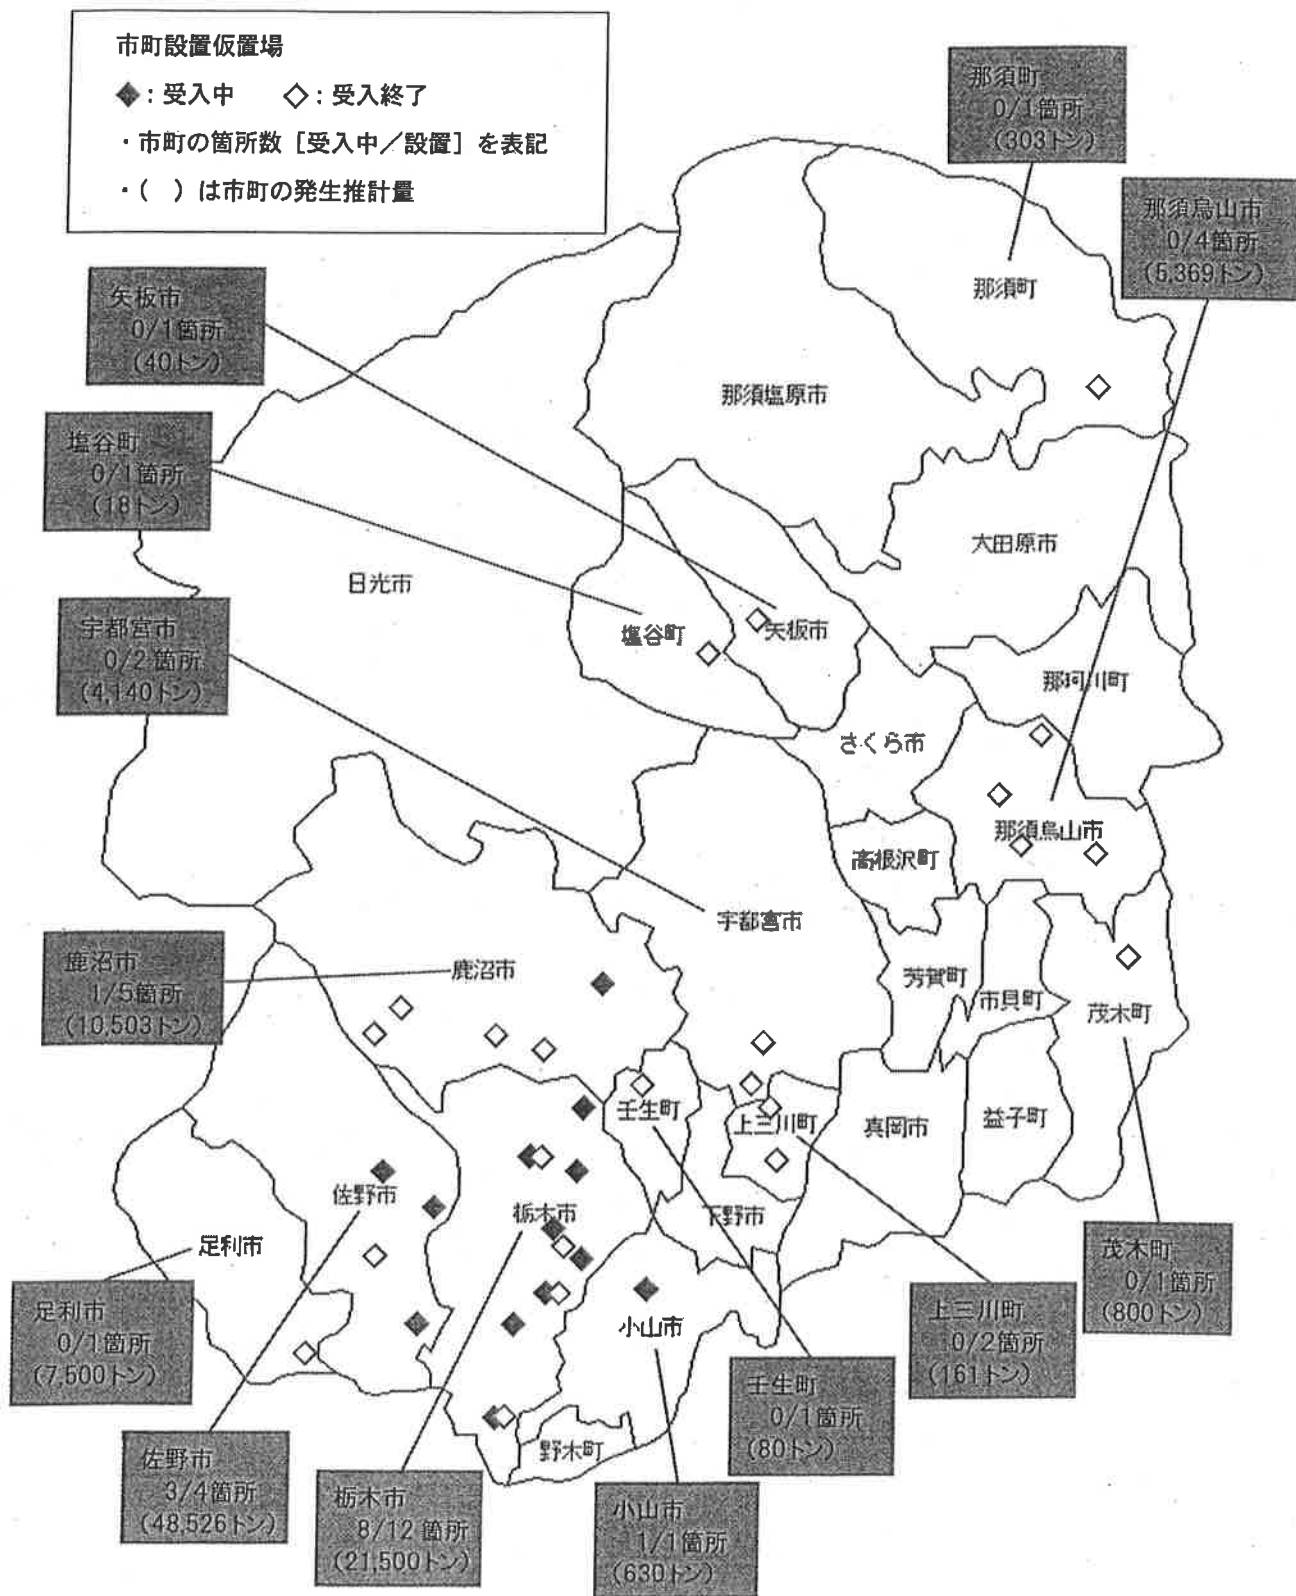 市町設置仮置場
◆：受入中　◇：受入終了
・市町の箇所数［受入中／設置］を表記
・（　）は市町の発生推計量
那須町
0/1箇所
(303トン)
那須烏山市
0/4箇所
(5,369トン)
矢板市
0/1箇所
(40トン)
塩谷町
0/1箇所
(18トン)
宇都宮市
0/2箇所
(4,140トン)
鹿沼市
1/5箇所
(10,503トン)
足利市
0/1箇所
(7,500トン)
佐野市
3/4箇所
(48,526トン)
栃木市
8/12箇所
(21,500トン)
小山市
1/1箇所
(630トン)
壬生町
0/1箇所
(80トン)
上三川町
0/2箇所
(161トン)
茂木町
0/1箇所
(800トン)
那須町
那須塩原市
大田原市
日光市
塩谷町
矢板市
那珂川町
さくら市
那須烏山市
高根沢町
宇都宮市
鹿沼市
芳賀町
市貝町
茂木町
壬生町
上三川町
真岡市
益子町
佐野市
栃木市
下野市
足利市
小山市
野木町